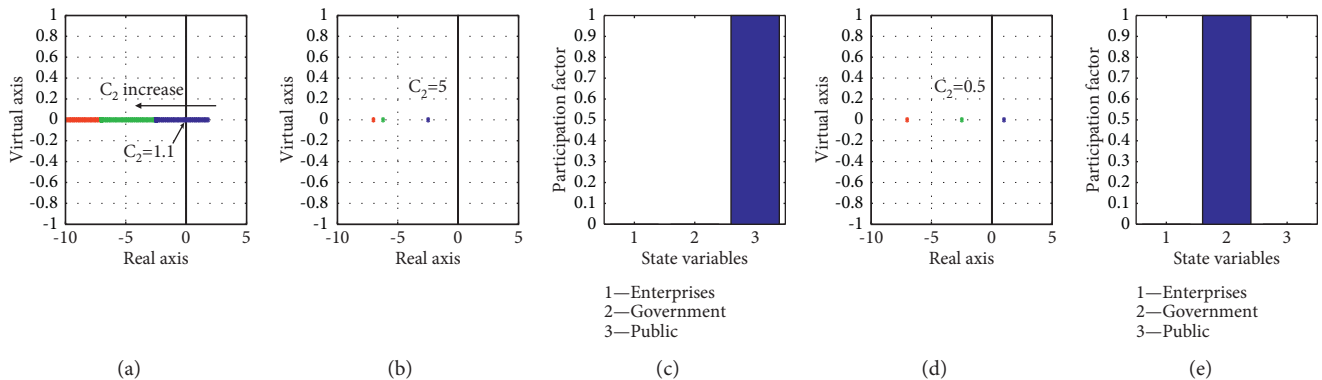 1
0.8
0.6
0.4
0.2
0
-0.2
-0.4
-0.6
-0.8
-1
Virtual axis
C2 increase
C2=1.1
-10 -5 0 5
Real axis
(a)
1
0.8
0.6
0.4
0.2
0
-0.2
-0.4
-0.6
-0.8
-1
Virtual axis
C2=5
-10 -5 0 5
Real axis
(b)
1
0.9
0.8
0.7
0.6
0.5
0.4
0.3
0.2
0.1
0
Participation factor
1 2 3
State variables
1—Enterprises
2—Government
3—Public
(c)
1
0.8
0.6
0.4
0.2
0
-0.2
-0.4
-0.6
-0.8
-1
Virtual axis
C2=0.5
-10 -5 0 5
Real axis
(d)
1
0.9
0.8
0.7
0.6
0.5
0.4
0.3
0.2
0.1
0
Participation factor
1 2 3
State variables
1—Enterprises
2—Government
3—Public
(e)